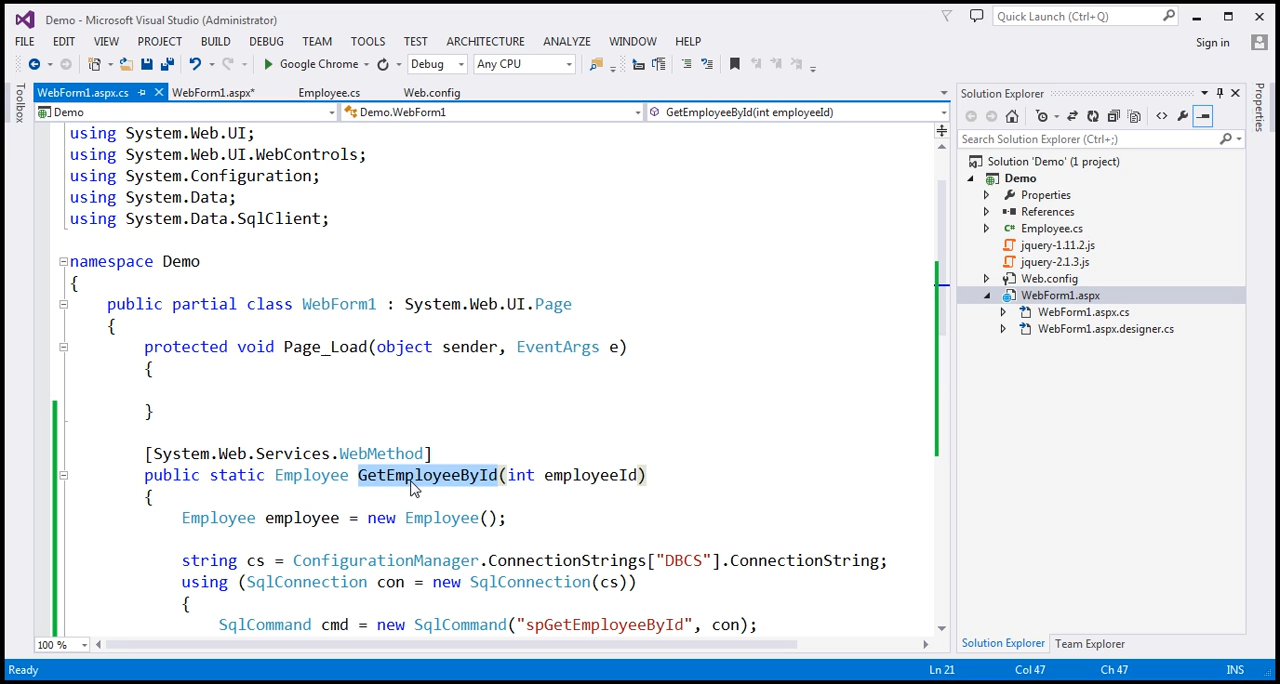 Demo - Microsoft Visual Studio (Administrator)
Quick Launch (Ctrl+Q)
FILE EDIT VIEW PROJECT BUILD DEBUG TEAM TOOLS TEST ARCHITECTURE ANALYZE WINDOW HELP
Sign in
Google Chrome Debug Any CPU
Toolbox
WebForm1.aspx.cs WebForm1.aspx* Employee.cs Web.config
Demo Demo.WebForm1 GetEmployeeById(int employeeId)
using System.Web.UI;
using System.Web.UI.WebControls;
using System.Configuration;
using System.Data;
using System.Data.SqlClient;
namespace Demo
{
public partial class WebForm1 : System.Web.UI.Page
{
protected void Page_Load(object sender, EventArgs e)
{
}
[System.Web.Services.WebMethod]
public static Employee GetEmployeeById(int employeeId)
{
Employee employee = new Employee();
string cs = ConfigurationManager.ConnectionStrings["DBCS"].ConnectionString;
using (SqlConnection con = new SqlConnection(cs))
{
SqlCommand cmd = new SqlCommand("spGetEmployeeById", con);
100 %
Solution Explorer
Search Solution Explorer (Ctrl+;)
Solution 'Demo' (1 project)
Demo
Properties
References
C# Employee.cs
jquery-1.11.2.js
jquery-2.1.3.js
Web.config
WebForm1.aspx
WebForm1.aspx.cs
WebForm1.aspx.designer.cs
Solution Explorer Team Explorer
Properties
Ready Ln 21 Col 47 Ch 47 INS